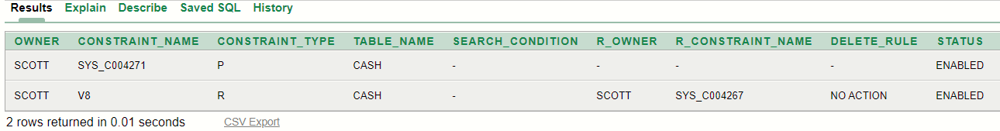 Results Explain Describe Saved SQL History
OWNER CONSTRAINT_NAME CONSTRAINT_TYPE TABLE_NAME SEARCH_CONDITION R_OWNER R_CONSTRAINT_NAME DELETE_RULE STATUS
SCOTT SYS_C004271 P CASH - - - - ENABLED
SCOTT V8 R CASH - SCOTT SYS_C004267 NO ACTION ENABLED
2 rows returned in 0.01 seconds CSV Export